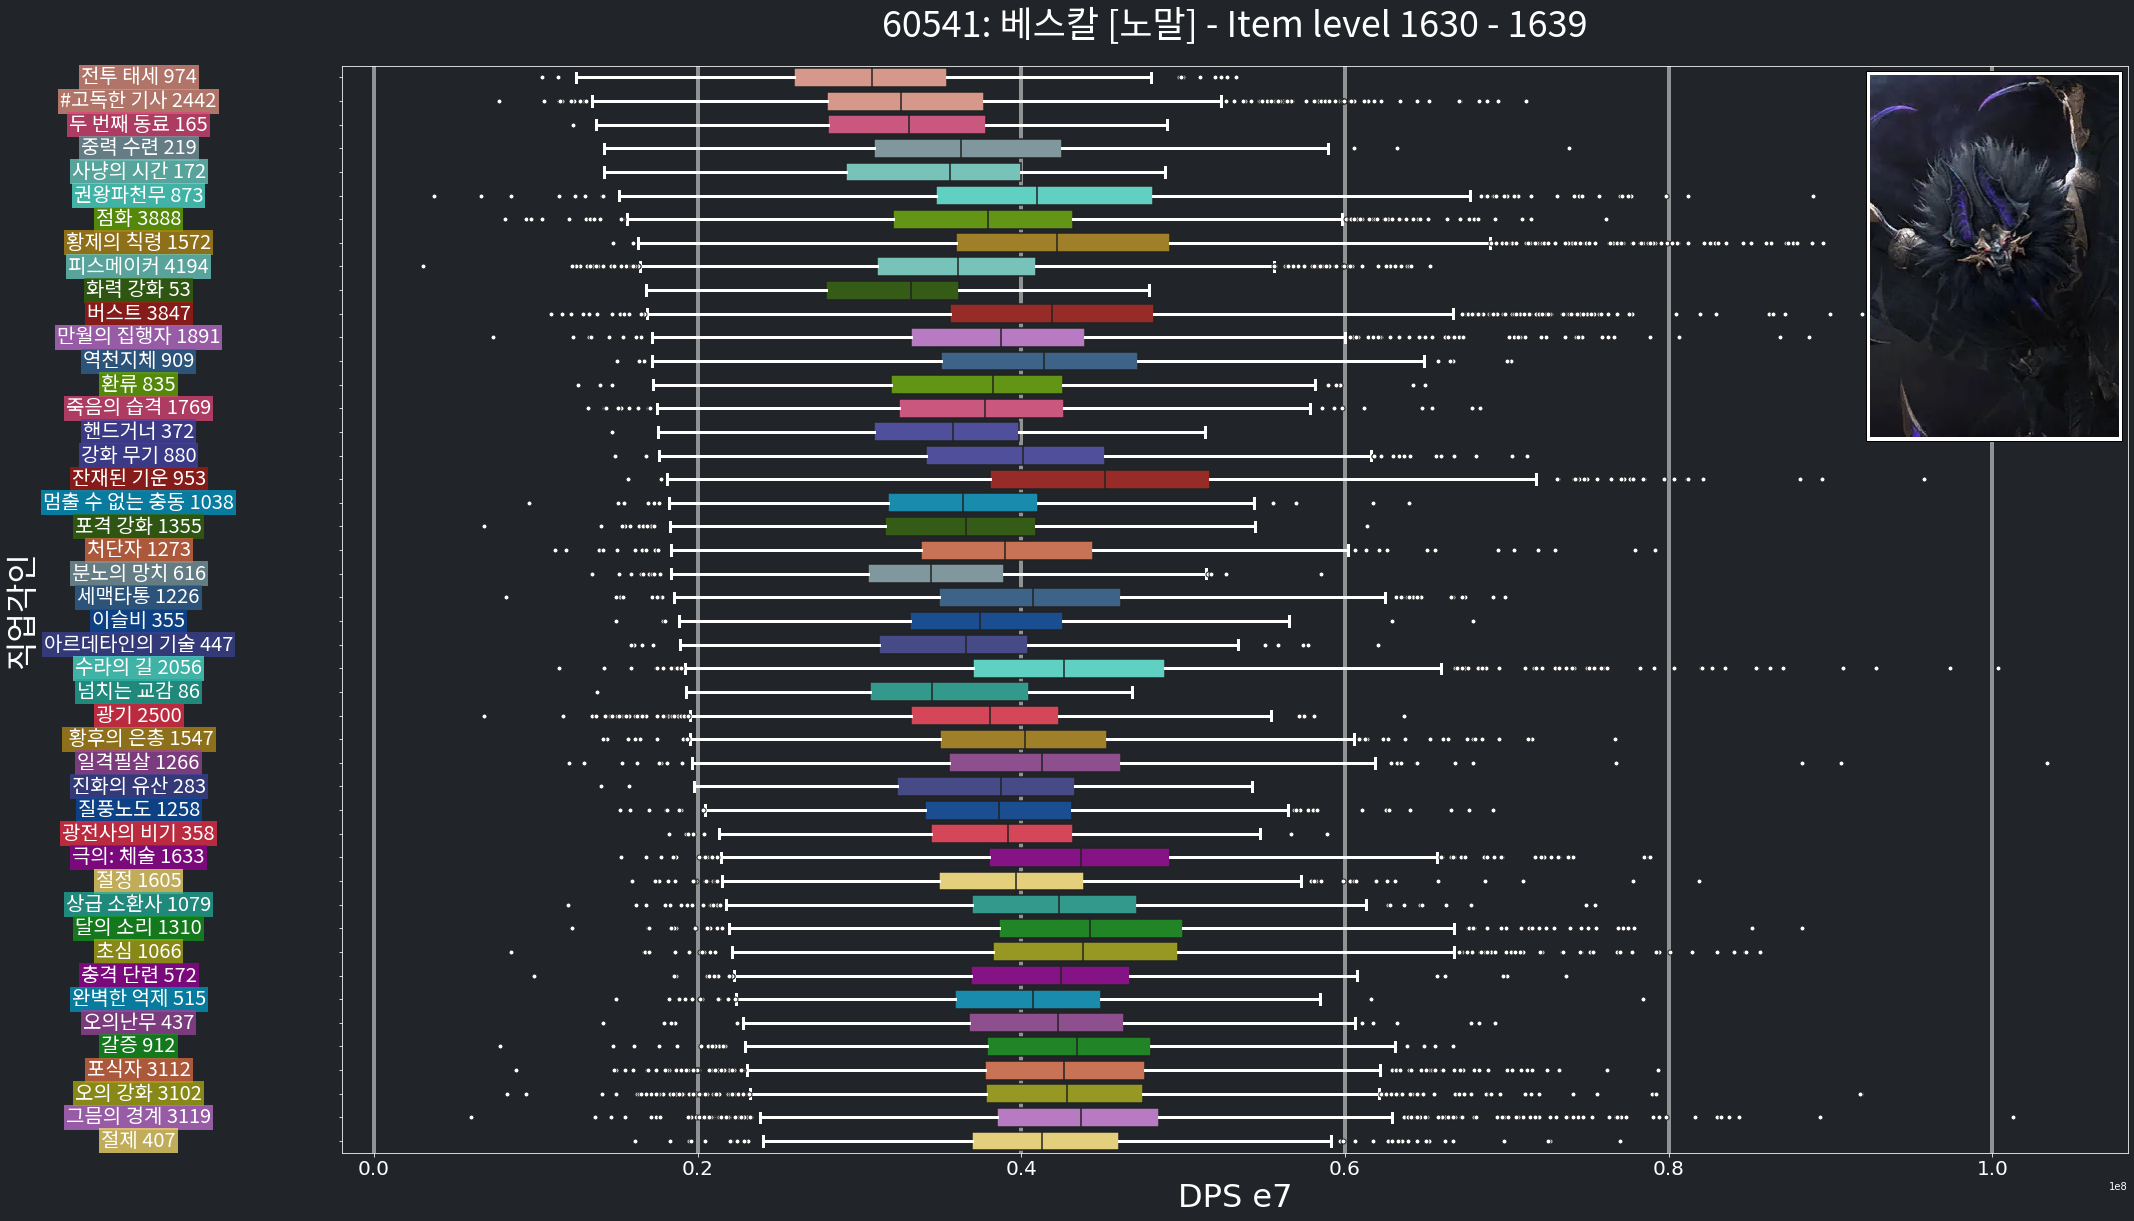 60541: 베스칼 [노말] - Item level 1630 - 1639
전투 태세 974
#고독한 기사 2442
두 번째 동료 165
중력 수련 219
사냥의 시간 172
권왕파천무 873
점화 3888
황제의 칙령 1572
피스메이커 4194
화력 강화 53
버스트 3847
만월의 집행자 1891
역천지체 909
환류 835
죽음의 습격 1769
핸드거너 372
강화 무기 880
잔재된 기운 953
멈출 수 없는 충동 1038
포격 강화 1355
처단자 1273
분노의 망치 616
세맥타통 1226
이슬비 355
아르데타인의 기술 447
수라의 길 2056
넘치는 교감 86
광기 2500
황후의 은총 1547
일격필살 1266
진화의 유산 283
질풍노도 1258
광전사의 비기 358
극의: 체술 1633
절정 1605
상급 소환사 1079
달의 소리 1310
초심 1066
충격 단련 572
완벽한 억제 515
오의난무 437
갈증 912
포식자 3112
오의 강화 3102
그믐의 경계 3119
절제 407
직업각인
0.0 0.2 0.4 0.6 0.8 1.0
DPS e7
1e8